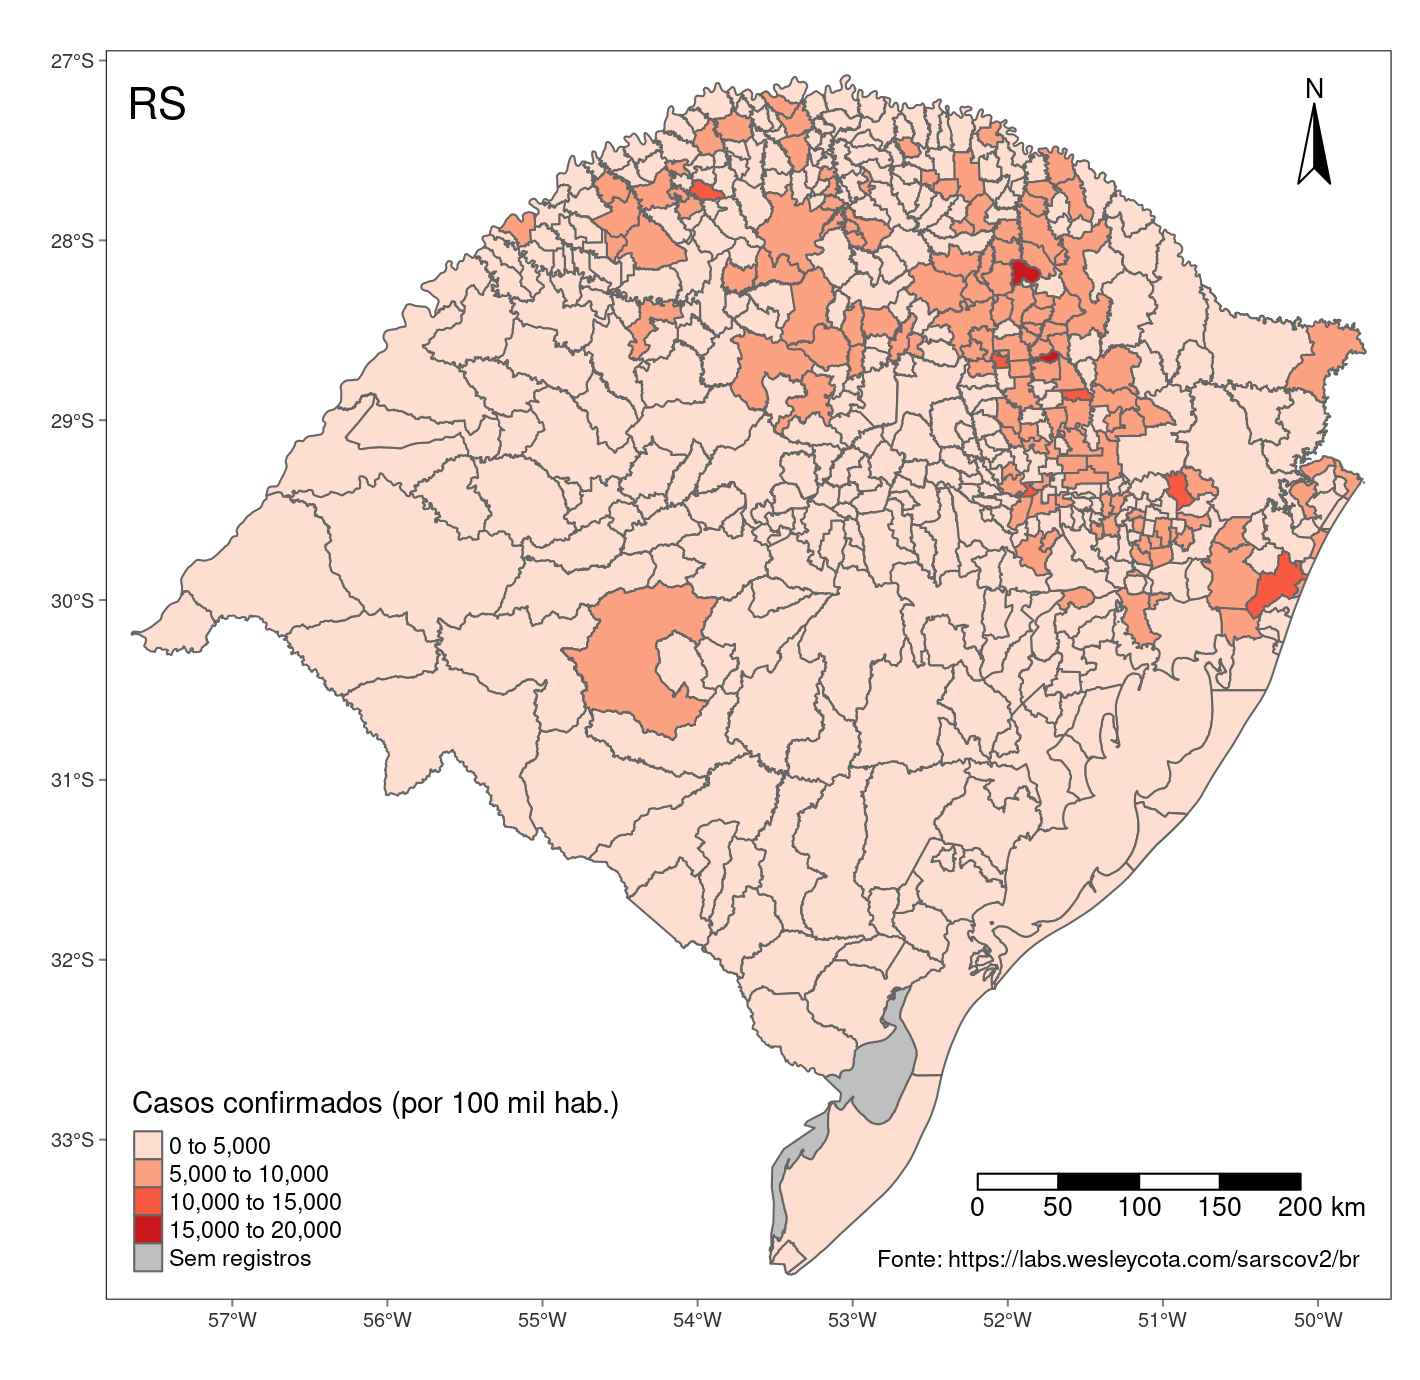 RS
N
27°S
28°S
29°S
30°S
31°S
32°S
33°S
Casos confirmados (por 100 mil hab.)
0 to 5,000
5,000 to 10,000
10,000 to 15,000
15,000 to 20,000
Sem registros
0 50 100 150 200 km
Fonte: https://labs.wesleycota.com/sarscov2/br
57°W 56°W 55°W 54°W 53°W 52°W 51°W 50°W